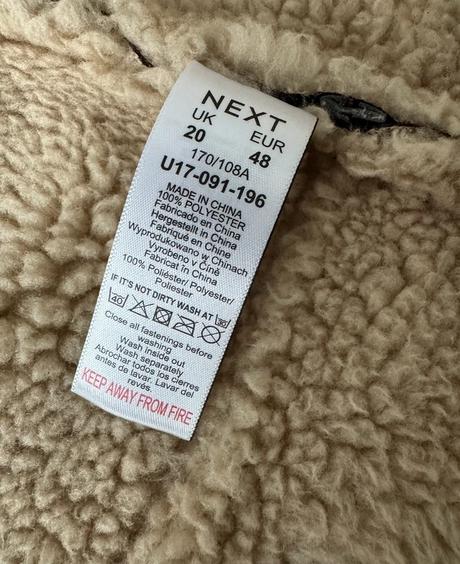 NEXT
UK EUR
20 48
170/108A
U17-091-196
MADE IN CHINA
100% POLYESTER
Fabricado en China
Hergestellt in China
Fabriqué en Chine
Wyprodukowano w Chinach
Vyrobeno v Číně
Fabricat in China
100% Poliéster/ Polyester/
Poliester
IF IT'S NOT DIRTY WASH AT 30
40
Close all fastenings before
washing
Wash inside out
Wash separately
Abrochar todos los cierres
antes de lavar. Lavar del
revés.
KEEP AWAY FROM FIRE